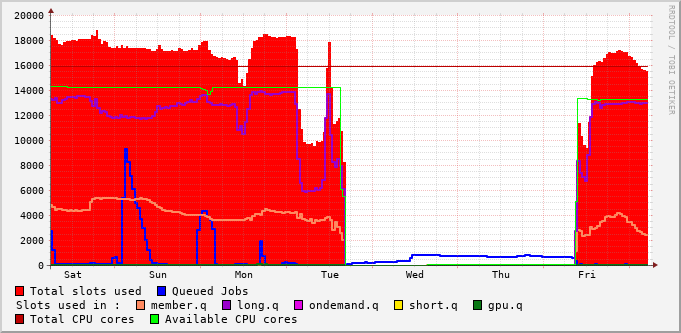 20000
18000
16000
14000
12000
10000
8000
6000
4000
2000
0
Sat Sun Mon Tue Wed Thu Fri
Total slots used Queued Jobs
Slots used in : member.q long.q ondemand.q short.q gpu.q
Total CPU cores Available CPU cores
RRDTOOL / TOBI OETIKER